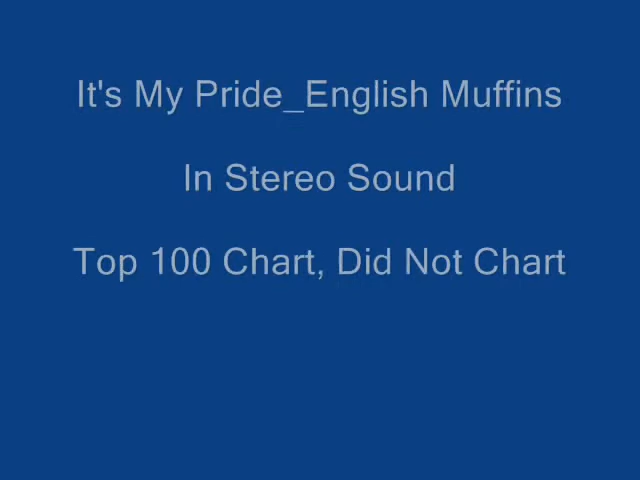 It's My Pride_English Muffins
In Stereo Sound
Top 100 Chart, Did Not Chart